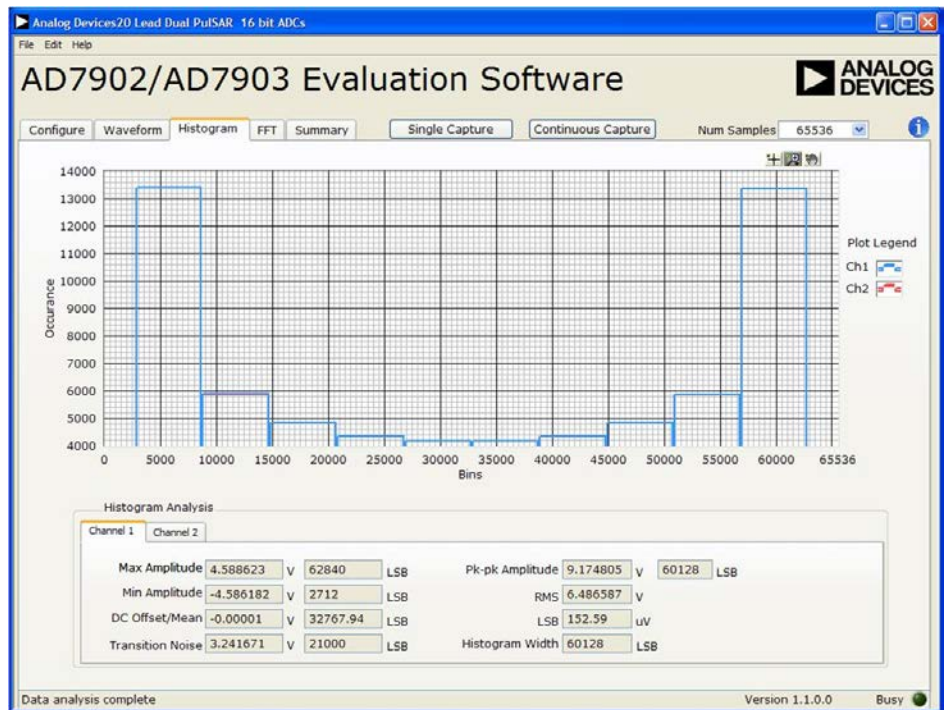 Analog Devices20 Lead Dual PulSAR 16 bit ADCs
File Edit Help
AD7902/AD7903 Evaluation Software
ANALOG
DEVICES
Configure Waveform Histogram FFT Summary Single Capture Continuous Capture Num Samples 65536
14000
13000
12000
11000
10000
9000
8000
7000
6000
5000
4000
Occurance
0 5000 10000 15000 20000 25000 30000 35000 40000 45000 50000 55000 60000 65536
Bins
Plot Legend
Ch1
Ch2
Histogram Analysis
Channel 1 Channel 2
Max Amplitude 4.588623 V 62840 LSB Pk-pk Amplitude 9.174805 V 60128 LSB
Min Amplitude -4.586182 V 2712 LSB RMS 6.486587 V
DC Offset/Mean -0.00001 V 32767.94 LSB LSB 152.59 uV
Transition Noise 3.241671 V 21000 LSB Histogram Width 60128 LSB
Data analysis complete Version 1.1.0.0 Busy